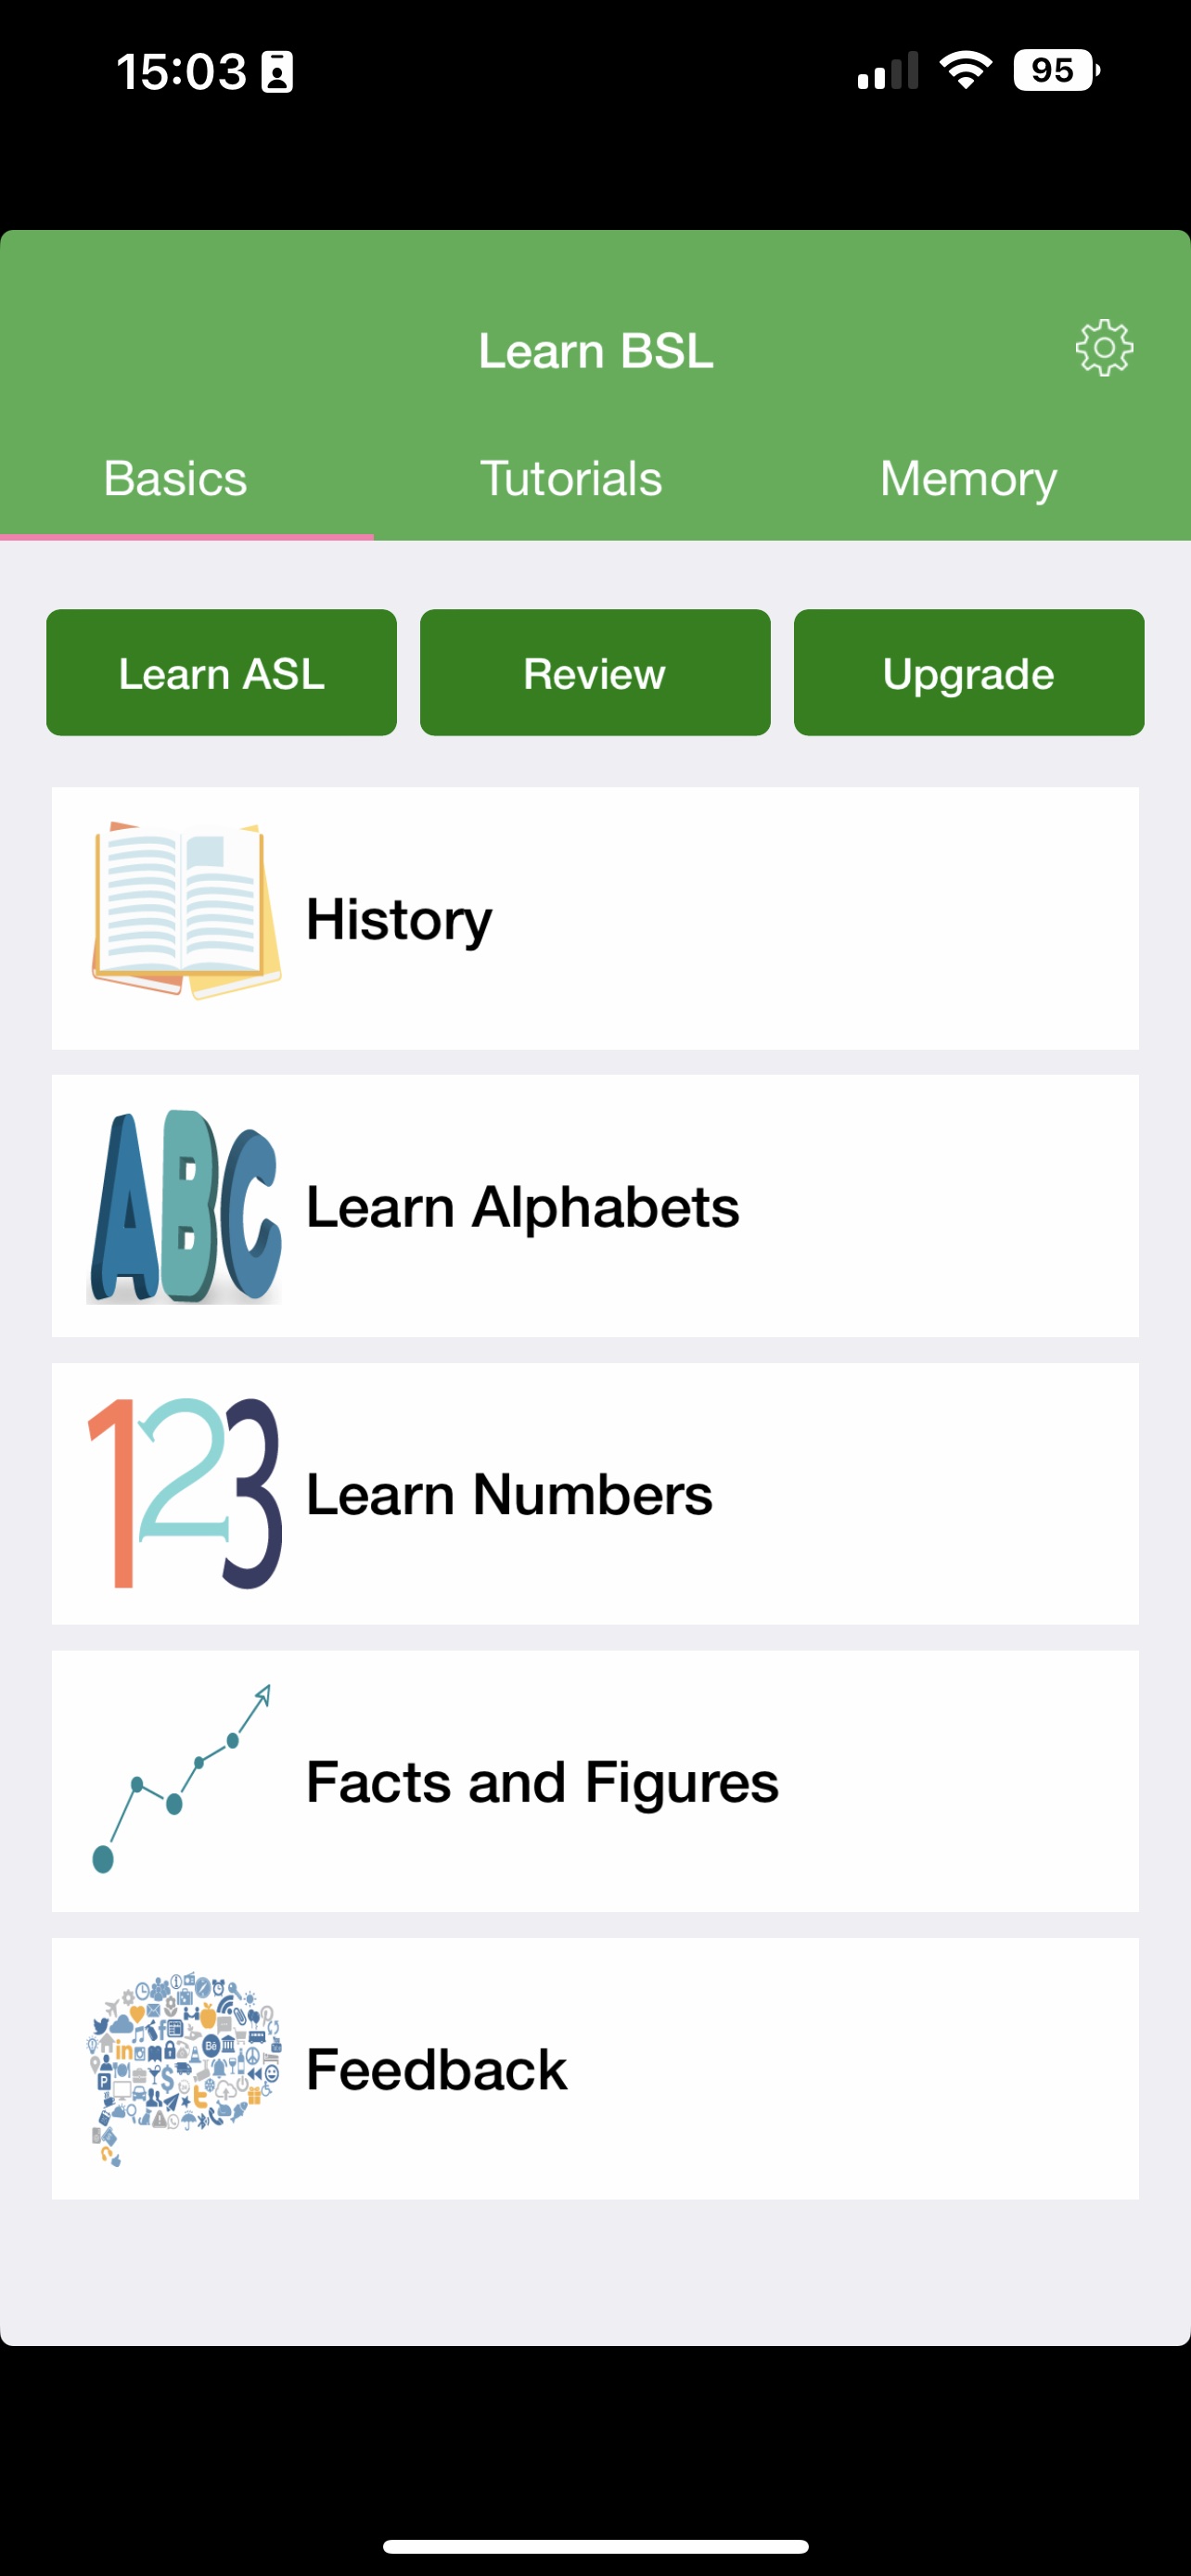 15:03
95
Learn BSL
Basics Tutorials Memory
Learn ASL Review Upgrade
History
ABC
Learn Alphabets
123
Learn Numbers
Facts and Figures
Feedback